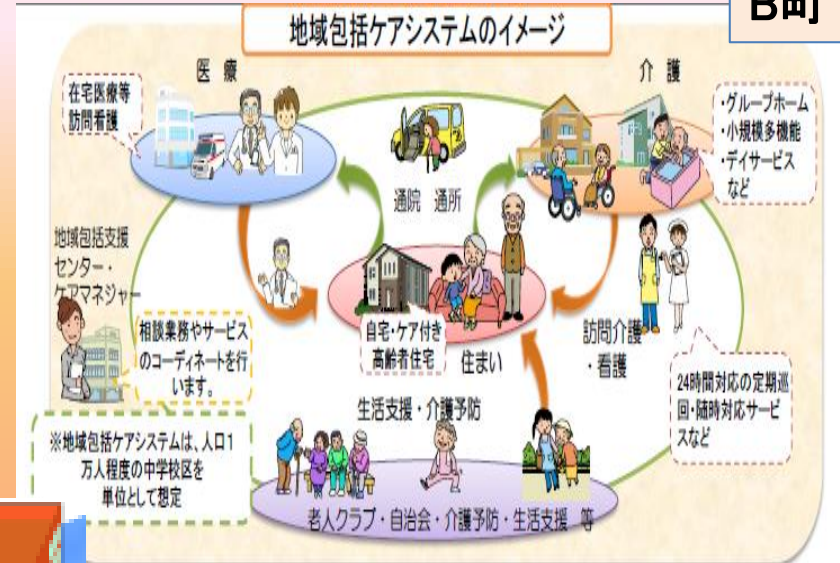 B町
地域包括ケアシステムのイメージ
医 療
介 護
在宅医療等
訪問看護
・グループホーム
・小規模多機能
・デイサービス
など
通院 通所
地域包括支援
センター・
ケアマネジャー
相談業務やサービス
のコーディネートを行
います。
自宅・ケア付き
高齢者住宅
住まい
訪問介護
・看護
24時間対応の定期巡
回・随時対応サービ
スなど
生活支援・介護予防
※地域包括ケアシステムは、人口1
万人程度の中学校区を
単位として想定
老人クラブ・自治会・介護予防・生活支援 等